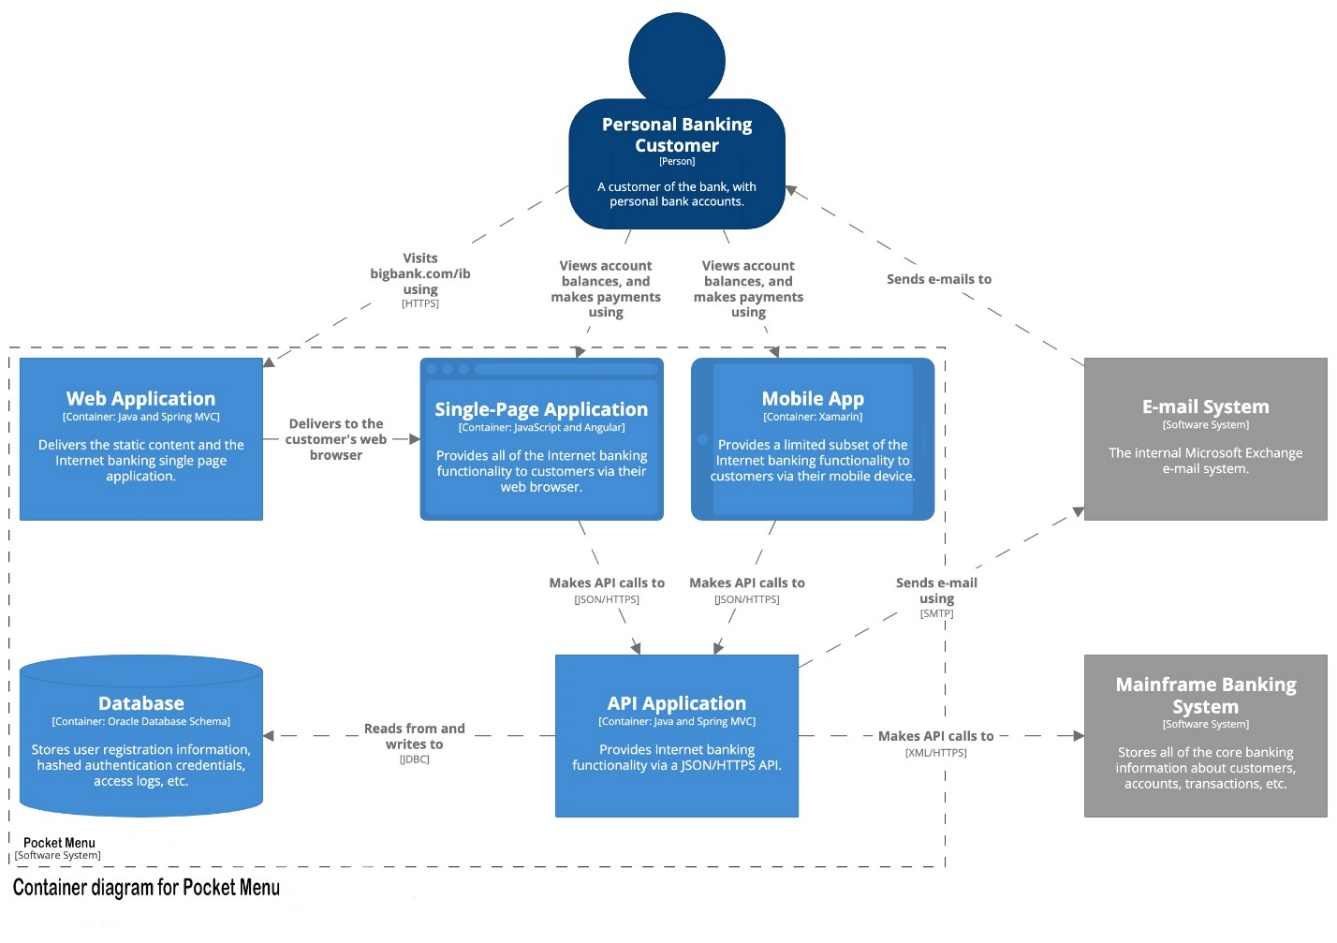 Personal Banking
Customer
[Person]
A customer of the bank, with
personal bank accounts.
Visits
bigbank.com/ib
using
[HTTPS]
Views account
balances, and
makes payments
using
Views account
balances, and
makes payments
using
Sends e-mails to
Web Application
[Container: Java and Spring MVC]
Delivers the static content and the
Internet banking single page
application.
Delivers to the
customer's web
browser
Single-Page Application
[Container: JavaScript and Angular]
Provides all of the Internet banking
functionality to customers via their
web browser.
Mobile App
[Container: Xamarin]
Provides a limited subset of the
Internet banking functionality to
customers via their mobile device.
E-mail System
[Software System]
The internal Microsoft Exchange
e-mail system.
Makes API calls to
[JSON/HTTPS]
Makes API calls to
[JSON/HTTPS]
Sends e-mail
using
[SMTP]
Database
[Container: Oracle Database Schema]
Stores user registration information,
hashed authentication credentials,
access logs, etc.
Reads from and
writes to
[JDBC]
API Application
[Container: Java and Spring MVC]
Provides Internet banking
functionality via a JSON/HTTPS API.
Makes API calls to
[XML/HTTPS]
Mainframe Banking
System
[Software System]
Stores all of the core banking
information about customers,
accounts, transactions, etc.
Pocket Menu
[Software System]
Container diagram for Pocket Menu